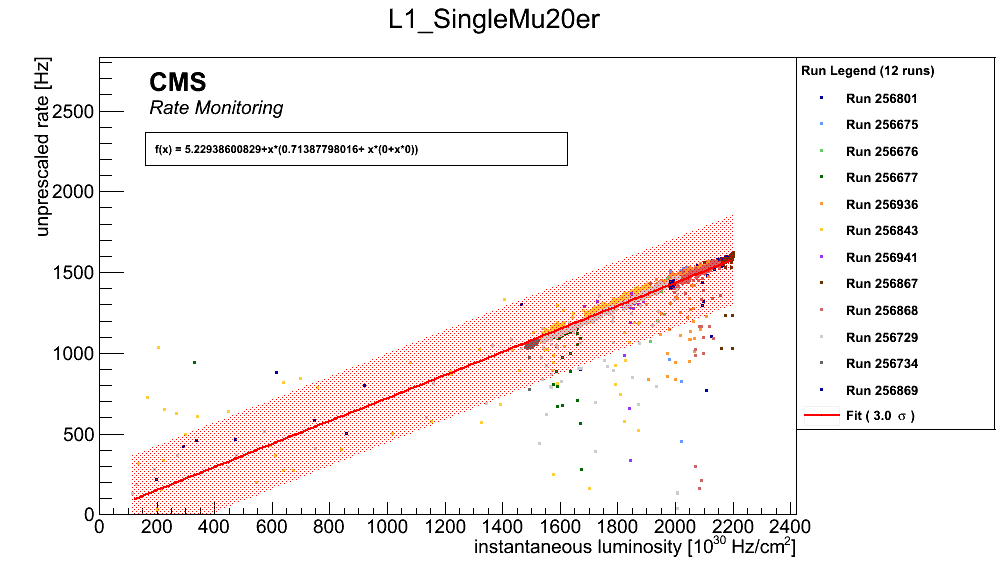 L1_SingleMu20er
unprescaled rate [Hz]
CMS
Rate Monitoring
f(x) = 5.22938600829+x*(0.71387798016+ x*(0+x*0))
2500
2000
1500
1000
500
0
0 200 400 600 800 1000 1200 1400 1600 1800 2000 2200 2400
instantaneous luminosity [10³⁰ Hz/cm²]
Run Legend (12 runs)
Run 256801
Run 256675
Run 256676
Run 256677
Run 256936
Run 256843
Run 256941
Run 256867
Run 256868
Run 256729
Run 256734
Run 256869
Fit ( 3.0 σ )